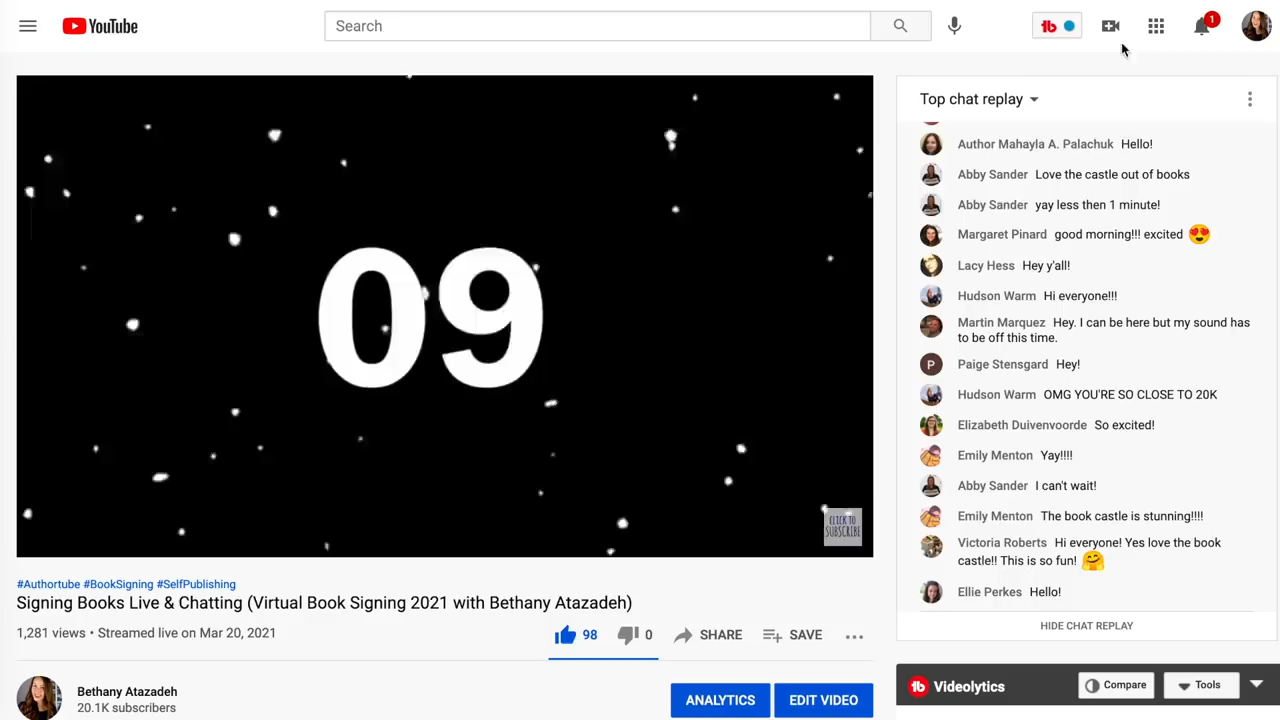 YouTube
Search
1
09
CLICK TO
SUBSCRIBE
#Authortube #BookSigning #SelfPublishing
Signing Books Live & Chatting (Virtual Book Signing 2021 with Bethany Atazadeh)
1,281 views • Streamed live on Mar 20, 2021
98
0
SHARE
SAVE
Bethany Atazadeh
20.1K subscribers
ANALYTICS
EDIT VIDEO
Top chat replay
Author Mahayla A. Palachuk Hello!
Abby Sander Love the castle out of books
Abby Sander yay less then 1 minute!
Margaret Pinard good morning!!! excited 😍
Lacy Hess Hey y'all!
Hudson Warm Hi everyone!!!
Martin Marquez Hey. I can be here but my sound has
to be off this time.
P Paige Stensgard Hey!
Hudson Warm OMG YOU'RE SO CLOSE TO 20K
Elizabeth Duivenvoorde So excited!
Emily Menton Yay!!!!
Abby Sander I can't wait!
Emily Menton The book castle is stunning!!!!
Victoria Roberts Hi everyone! Yes love the book
castle!! This is so fun! 🤗
Ellie Perkes Hello!
HIDE CHAT REPLAY
tb Videolytics
Compare
Tools